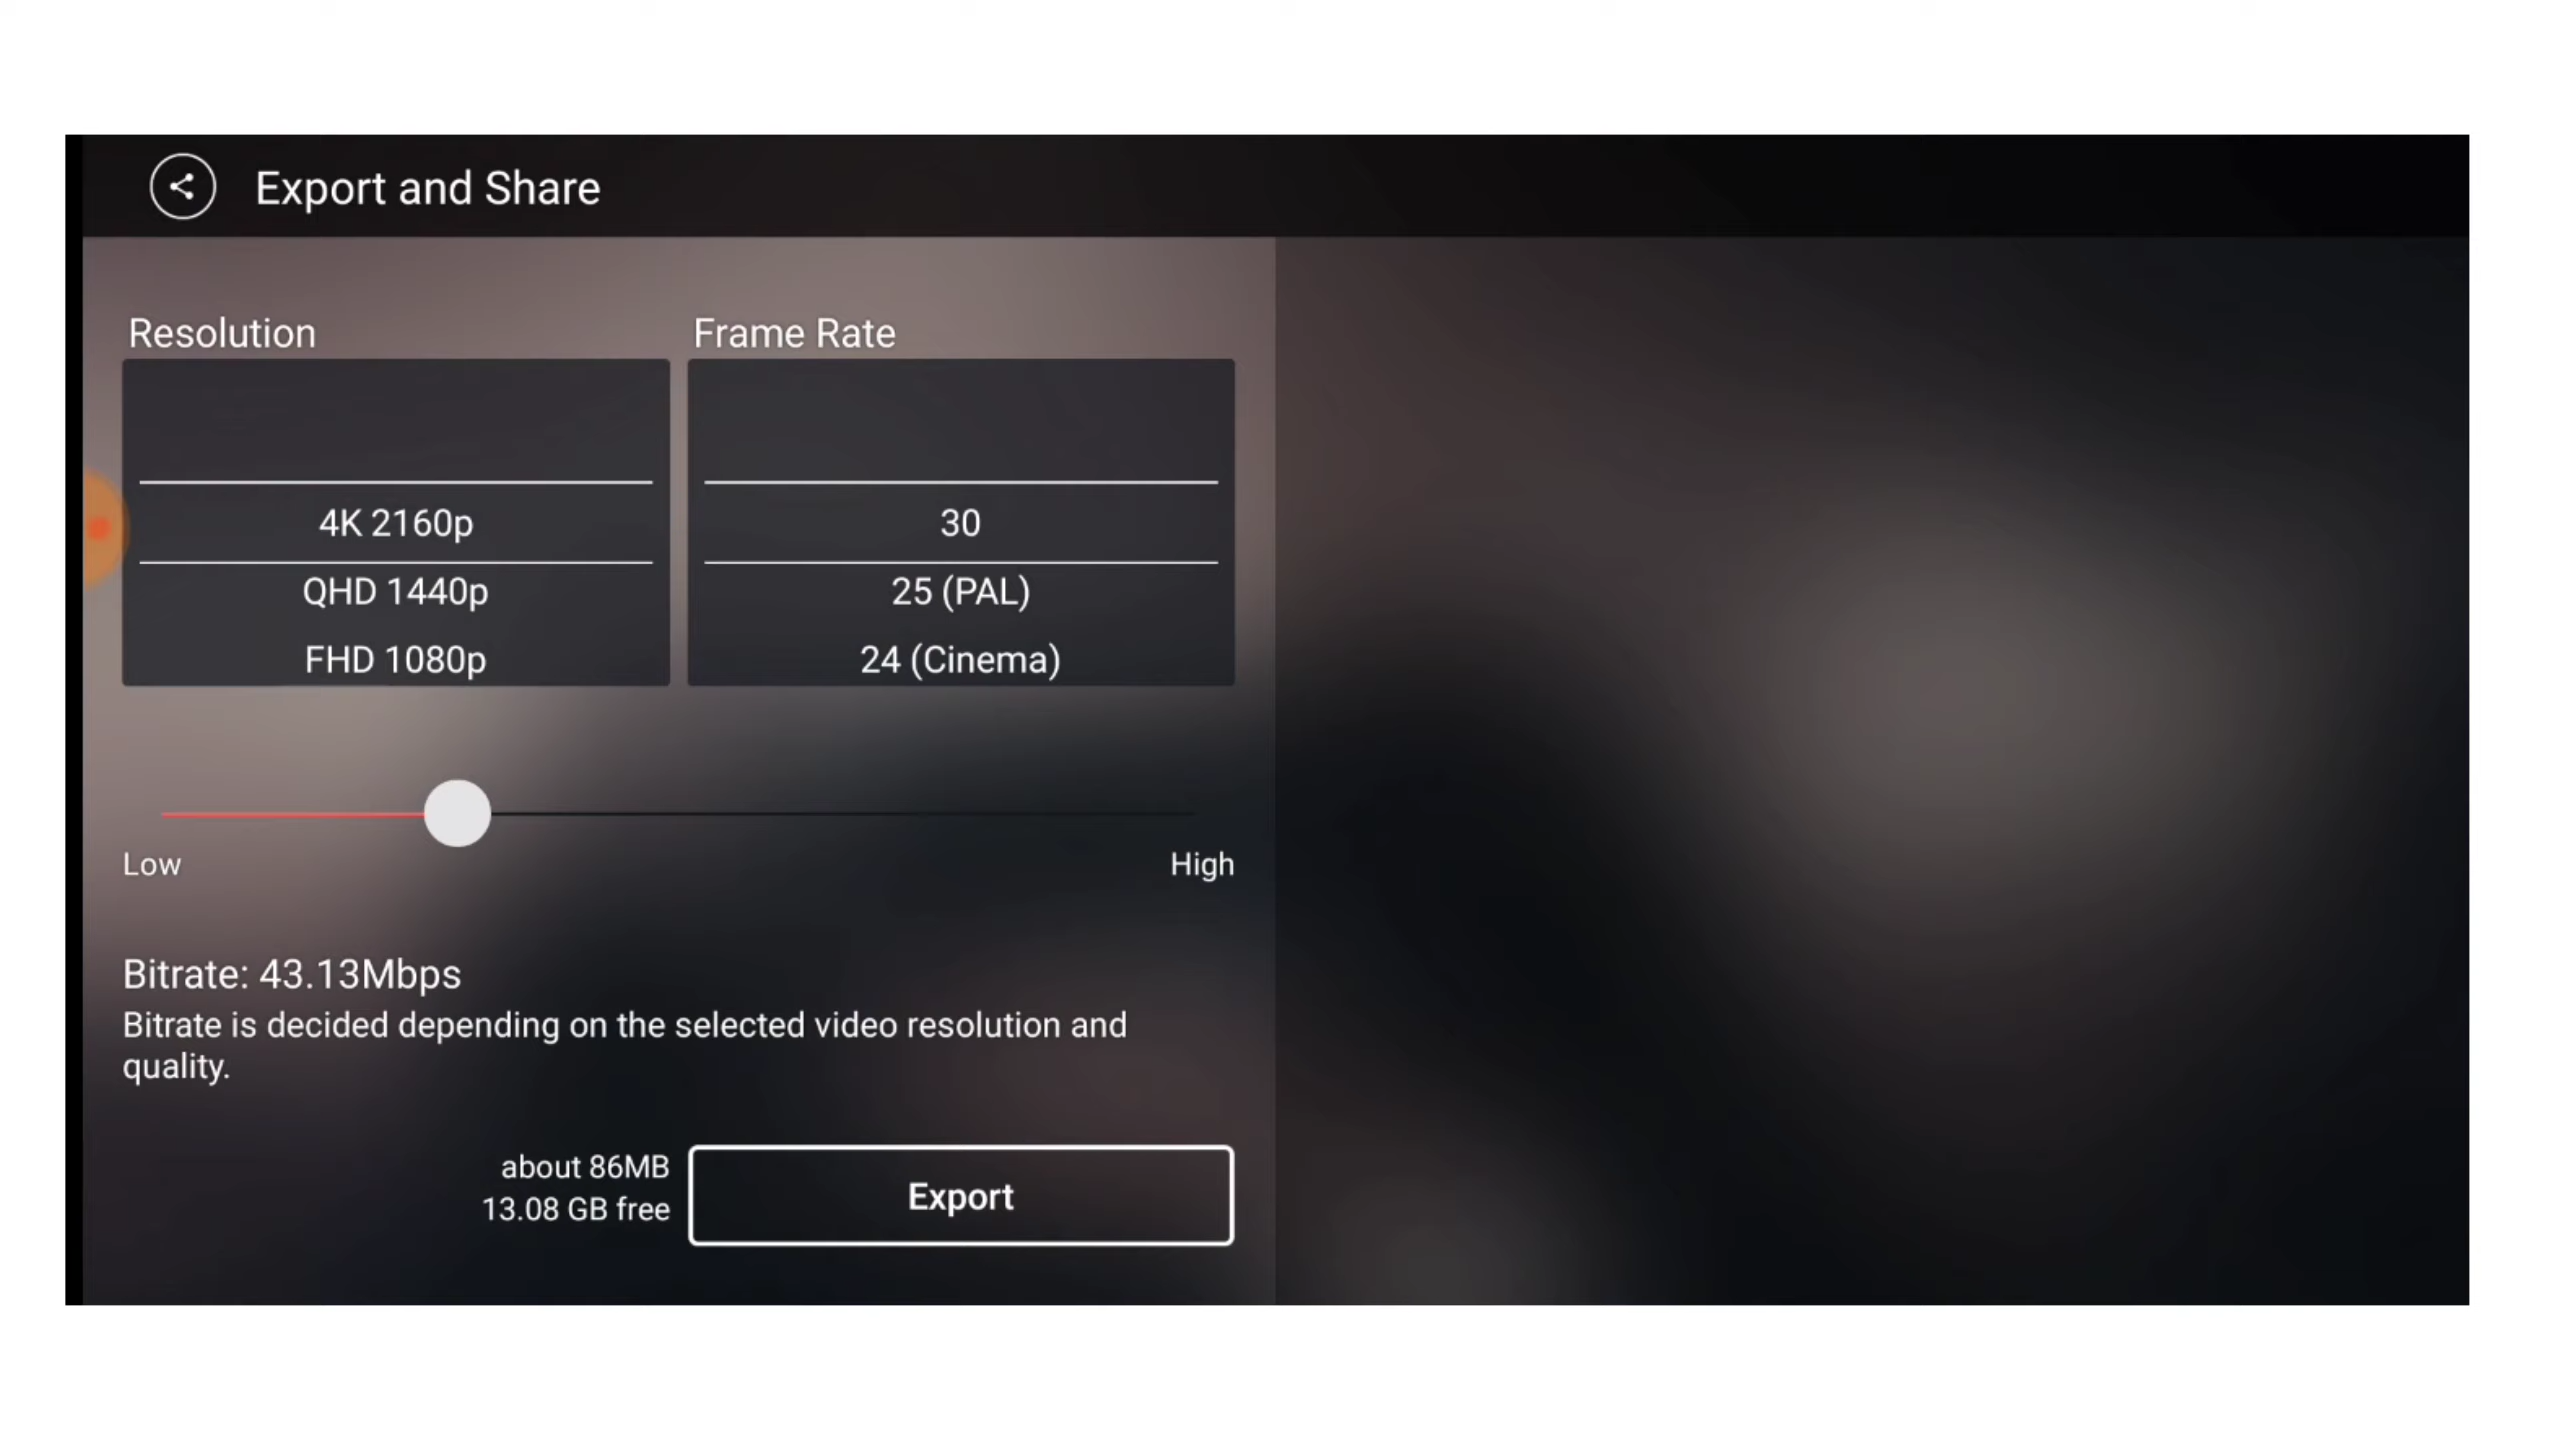 Export and Share
Resolution
Frame Rate
4K 2160p
30
QHD 1440p
25 (PAL)
FHD 1080p
24 (Cinema)
Low
High
Bitrate: 43.13Mbps
Bitrate is decided depending on the selected video resolution and
quality.
about 86MB
13.08 GB free
Export